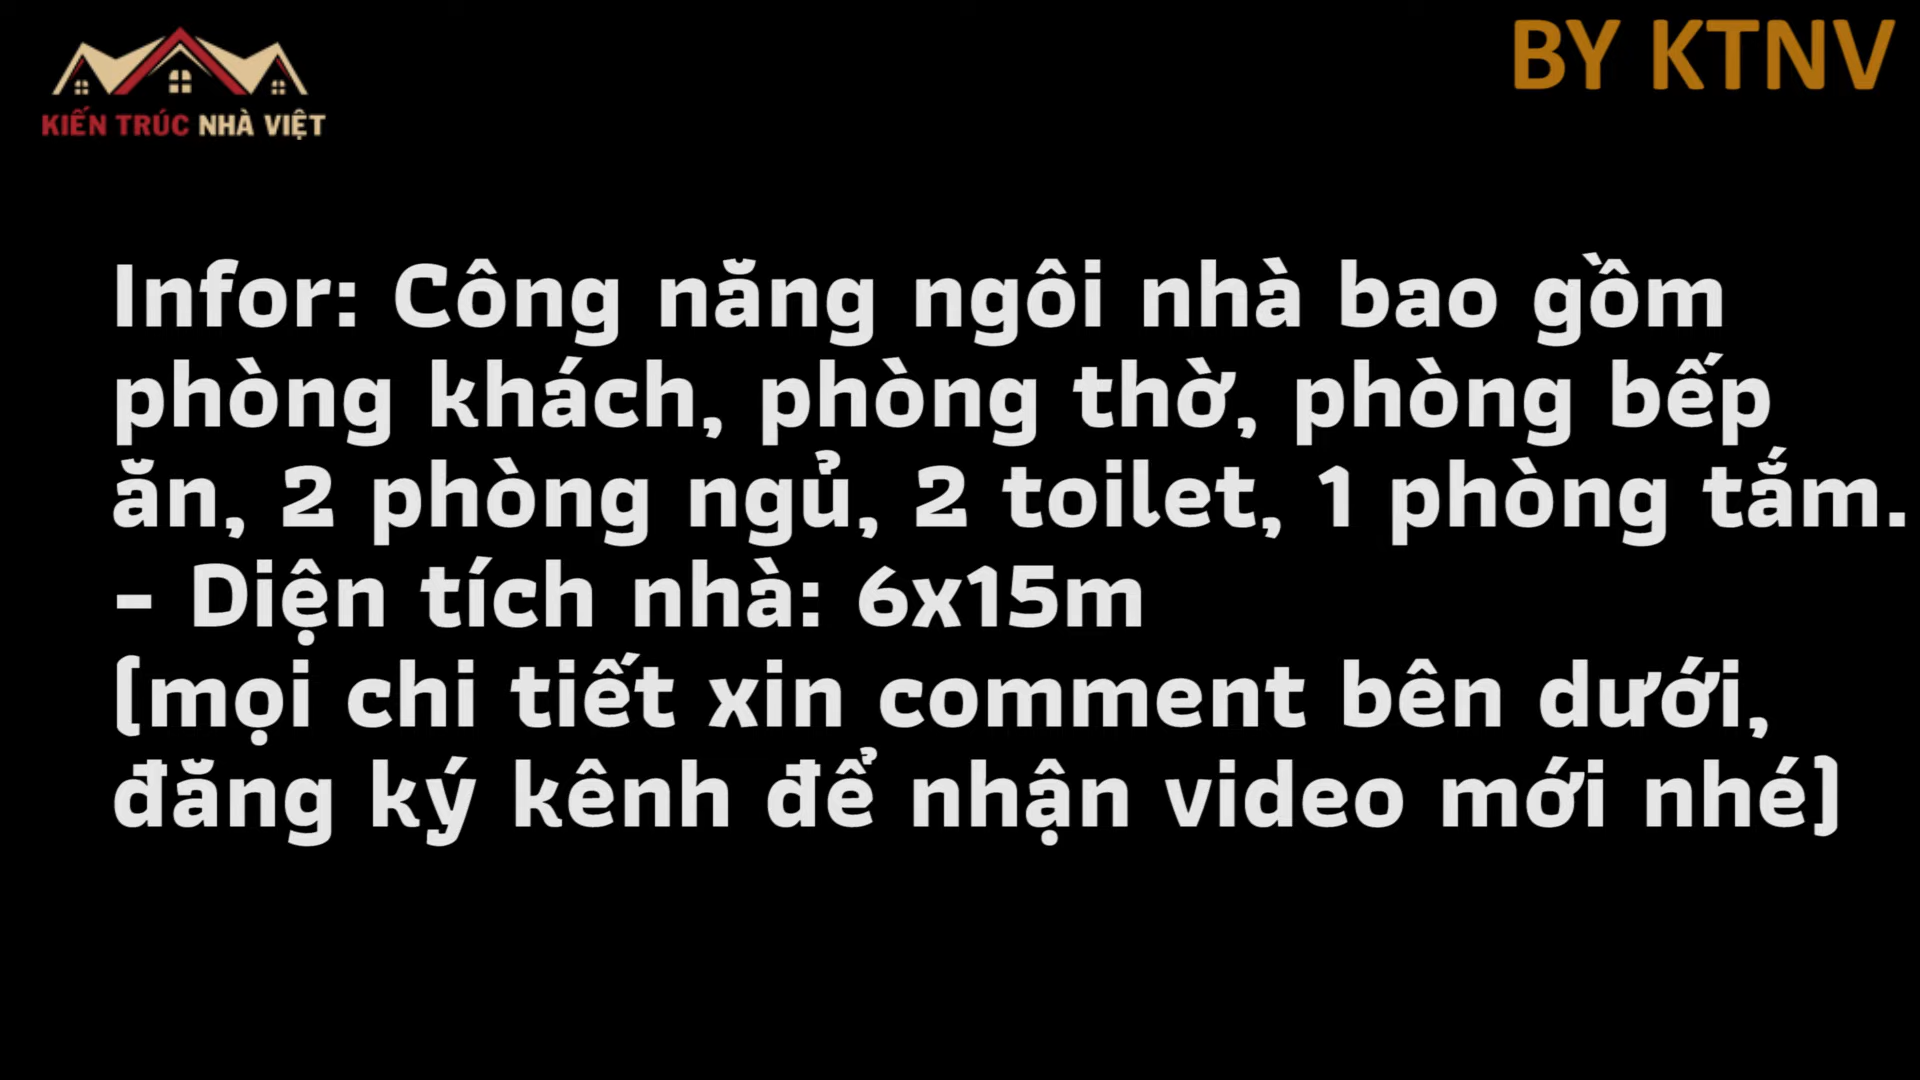 KIẾN TRÚC NHÀ VIỆT
BY KTNV
Infor: Công năng ngôi nhà bao gồm
phòng khách, phòng thờ, phòng bếp
ăn, 2 phòng ngủ, 2 toilet, 1 phòng tắm.
- Diện tích nhà: 6x15m
(mọi chi tiết xin comment bên dưới,
đăng ký kênh để nhận video mới nhé)